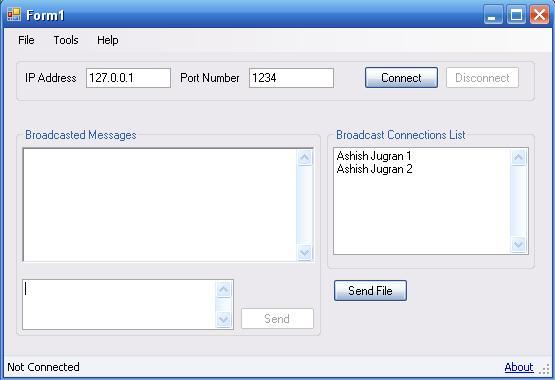 Form1
File Tools Help
IP Address 127.0.0.1 Port Number 1234 Connect Disconnect
Broadcasted Messages
Broadcast Connections List
Ashish Jugran 1
Ashish Jugran 2
Send File
Send
Not Connected About